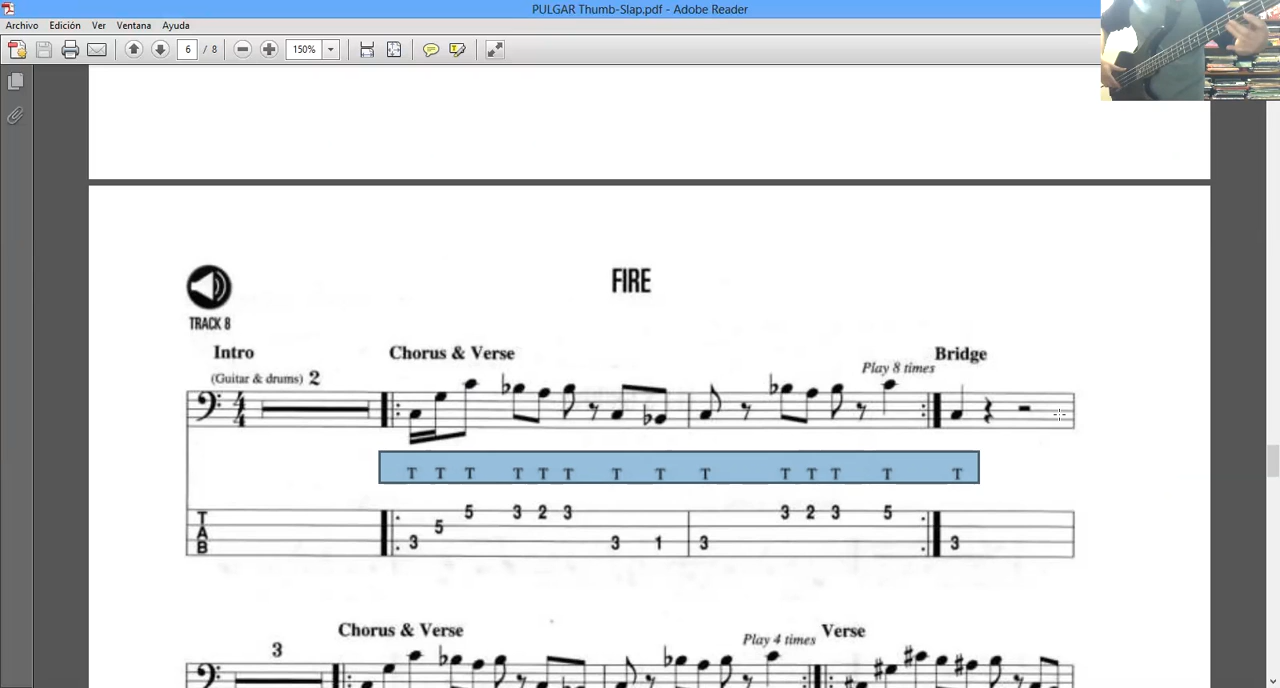 PULGAR Thumb-Slap.pdf - Adobe Reader
Archivo Edición Ver Ventana Ayuda
6 / 8 150%
FIRE
TRACK 8
Intro Chorus & Verse Bridge
(Guitar & drums) 2 Play 8 times
4 4
T T T T T T T T T T T T T T
T A B
3 5 5 3 2 3 3 1 3 3 2 3 5 3
Chorus & Verse Play 4 times Verse
3